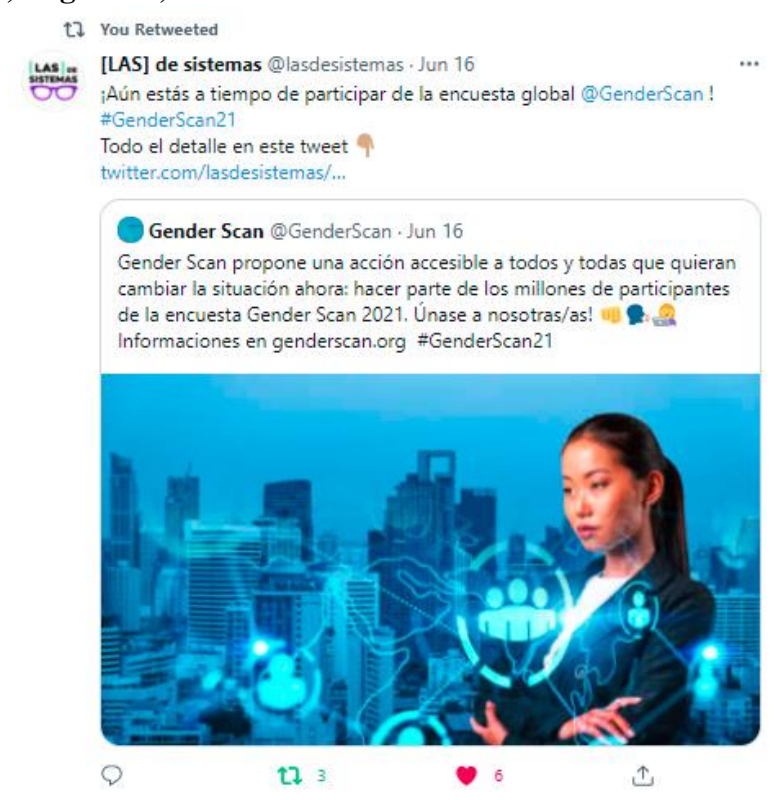 You Retweeted
[LAS] de sistemas @lasdesistemas · Jun 16
LAS DE
SISTEMAS
¡Aún estás a tiempo de participar de la encuesta global @GenderScan !
#GenderScan21
Todo el detalle en este tweet 👇🏼
twitter.com/lasdesistemas/...
Gender Scan @GenderScan · Jun 16
Gender Scan propone una acción accesible a todos y todas que quieran
cambiar la situación ahora: hacer parte de los millones de participantes
de la encuesta Gender Scan 2021. Únase a nosotras/as! 👊🗣️👩‍💻
Informaciones en genderscan.org #GenderScan21
3 6